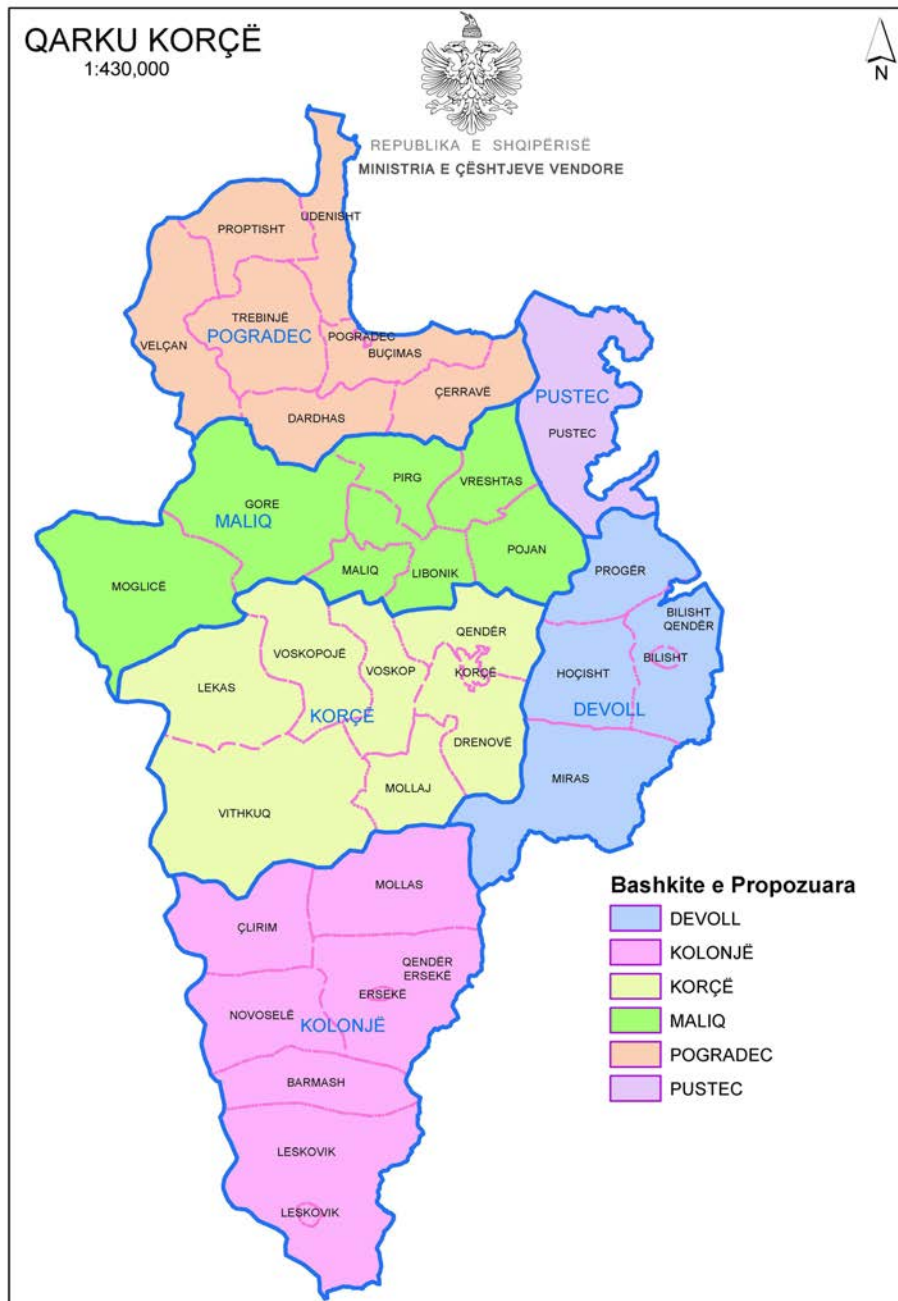 QARKU KORÇË
1:430,000
N
REPUBLIKA E SHQIPËRISË
MINISTRIA E ÇËSHTJEVE VENDORE
UDENISHT
PROPTISHT
TREBINJË
POGRADEC
POGRADEC
VELÇAN
BUÇIMAS
ÇERRAVË
DARDHAS
PUSTEC
PUSTEC
PIRG
VRESHTAS
GORE
MALIQ
POJAN
MALIQ
LIBONIK
MOGLICË
PROGËR
BILISHT
QENDËR
BILISHT
HOÇISHT
DEVOLL
MIRAS
QENDËR
VOSKOPOJË
VOSKOP
KORÇË
LEKAS
KORÇË
DRENOVË
MOLLAJ
VITHKUQ
MOLLAS
ÇLIRIM
QENDËR
ERSEKË
ERSEKË
NOVOSELË
KOLONJË
BARMASH
LESKOVIK
LESKOVIK
Bashkite e Propozuara
DEVOLL
KOLONJË
KORÇË
MALIQ
POGRADEC
PUSTEC